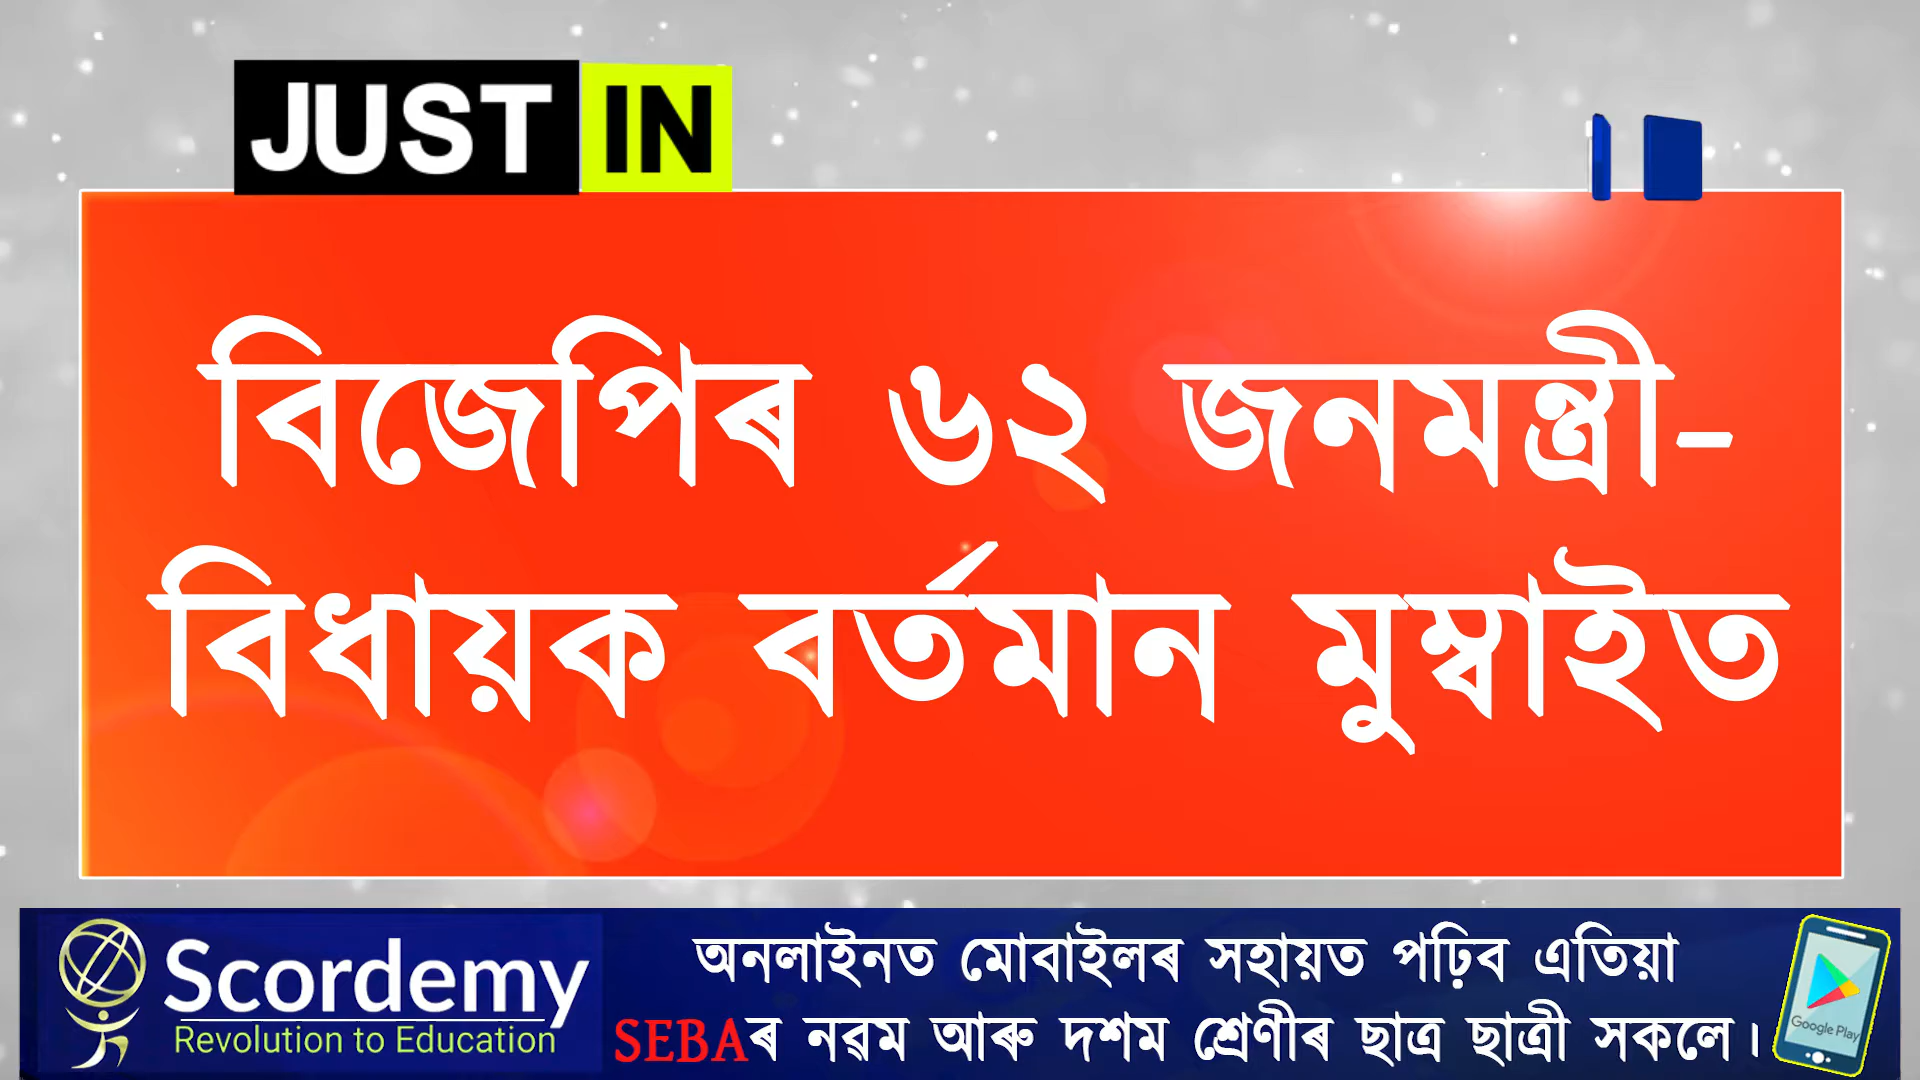 JUST IN
বিজেপিৰ ৬২ জনমন্ত্ৰী-
বিধায়ক বৰ্তমান মুম্বাইত
Scordemy
Revolution to Education
অনলাইনত মোবাইলৰ সহায়ত পঢ়িব এতিয়া
SEBAৰ নৱম আৰু দশম শ্ৰেণীৰ ছাত্ৰ ছাত্ৰী সকলে।
Google Play